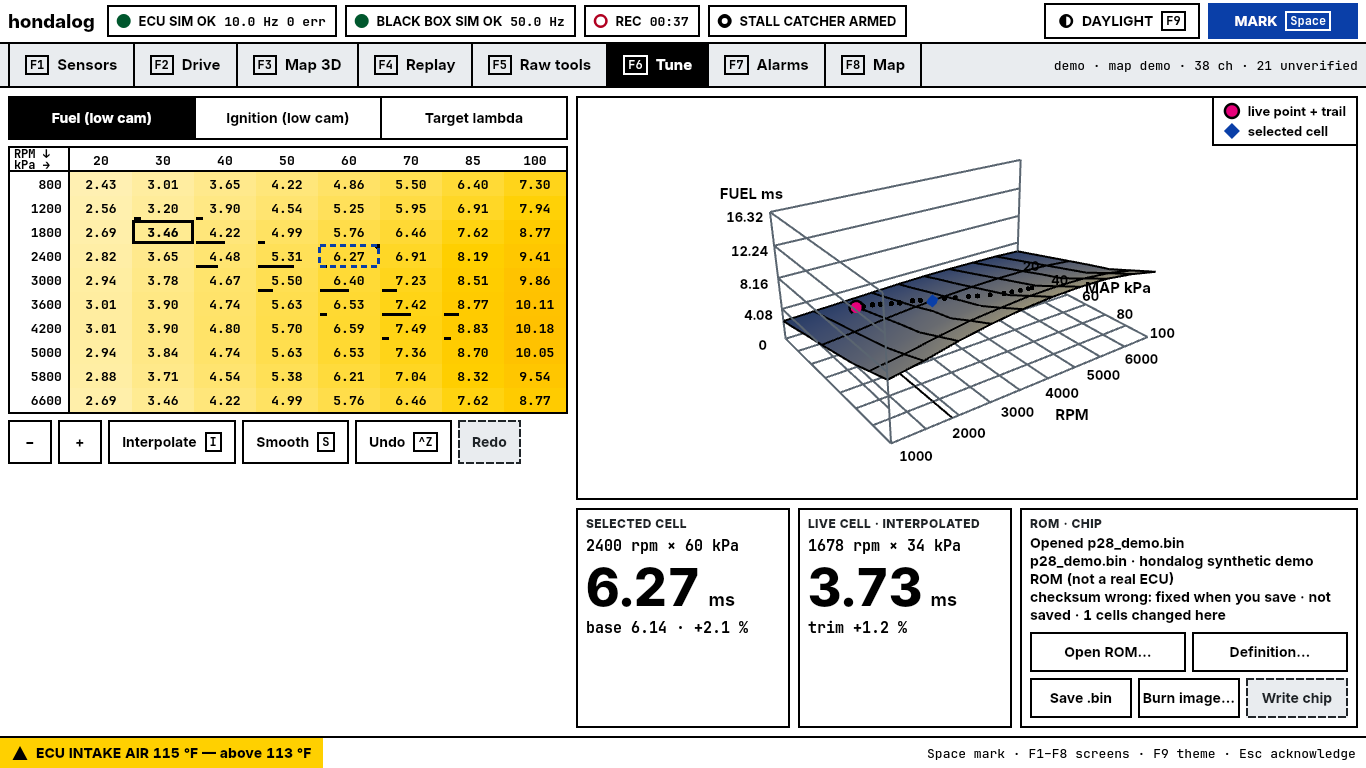 hondalog
ECU SIM OK 10.0 Hz 0 err
BLACK BOX SIM OK 50.0 Hz
REC 00:37
STALL CATCHER ARMED
DAYLIGHT F9
MARK Space
F1 Sensors
F2 Drive
F3 Map 3D
F4 Replay
F5 Raw tools
F6 Tune
F7 Alarms
F8 Map
demo · map demo · 38 ch · 21 unverified
Fuel (low cam)
Ignition (low cam)
Target lambda
RPM ↓
kPa →
20 30 40 50 60 70 85 100
800 2.43 3.01 3.65 4.22 4.86 5.50 6.40 7.30
1200 2.56 3.20 3.90 4.54 5.25 5.95 6.91 7.94
1800 2.69 3.46 4.22 4.99 5.76 6.46 7.62 8.77
2400 2.82 3.65 4.48 5.31 6.27 6.91 8.19 9.41
3000 2.94 3.78 4.67 5.50 6.40 7.23 8.51 9.86
3600 3.01 3.90 4.74 5.63 6.53 7.42 8.77 10.11
4200 3.01 3.90 4.80 5.70 6.59 7.49 8.83 10.18
5000 2.94 3.84 4.74 5.63 6.53 7.36 8.70 10.05
5800 2.88 3.71 4.54 5.38 6.21 7.04 8.32 9.54
6600 2.69 3.46 4.22 4.99 5.76 6.46 7.62 8.77
−
+
Interpolate I
Smooth S
Undo ^Z
Redo
live point + trail
selected cell
FUEL ms
16.32
12.24
8.16
4.08
0
20
40
60
80
100
MAP kPa
6000
5000
4000
3000
2000
1000
RPM
SELECTED CELL
2400 rpm × 60 kPa
6.27 ms
base 6.14 · +2.1 %
LIVE CELL · INTERPOLATED
1678 rpm × 34 kPa
3.73 ms
trim +1.2 %
ROM · CHIP
Opened p28_demo.bin
p28_demo.bin · hondalog synthetic demo
ROM (not a real ECU)
checksum wrong: fixed when you save · not
saved · 1 cells changed here
Open ROM…
Definition…
Save .bin
Burn image…
Write chip
ECU INTAKE AIR 115 °F — above 113 °F
Space mark · F1–F8 screens · F9 theme · Esc acknowledge